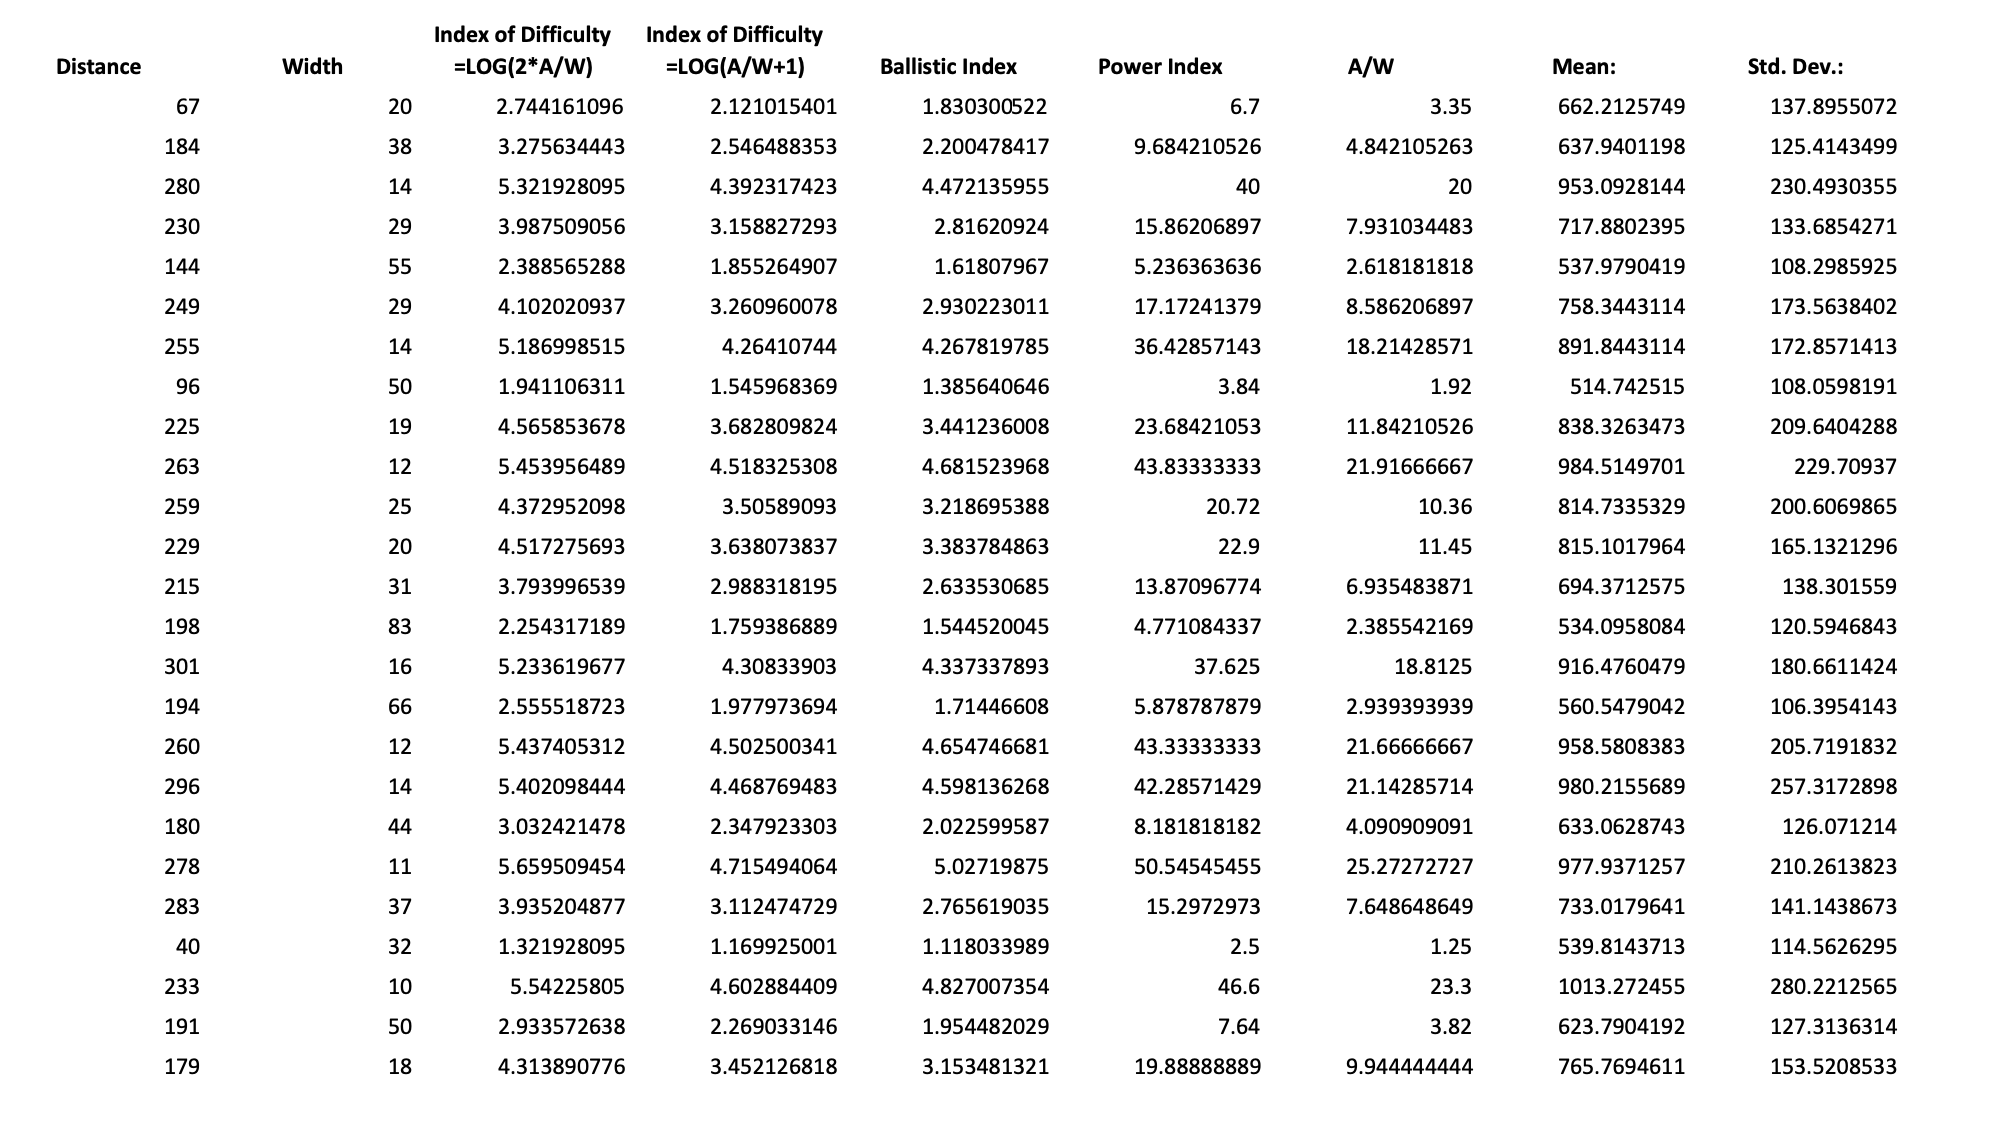 Index of Difficulty Index of Difficulty
Distance Width =LOG(2*A/W) =LOG(A/W+1) Ballistic Index Power Index A/W Mean: Std. Dev.:
67 20 2.744161096 2.121015401 1.830300522 6.7 3.35 662.2125749 137.8955072
184 38 3.275634443 2.546488353 2.200478417 9.684210526 4.842105263 637.9401198 125.4143499
280 14 5.321928095 4.392317423 4.472135955 40 20 953.0928144 230.4930355
230 29 3.987509056 3.158827293 2.81620924 15.86206897 7.931034483 717.8802395 133.6854271
144 55 2.388565288 1.855264907 1.61807967 5.236363636 2.618181818 537.9790419 108.2985925
249 29 4.102020937 3.260960078 2.930223011 17.17241379 8.586206897 758.3443114 173.5638402
255 14 5.186998515 4.26410744 4.267819785 36.42857143 18.21428571 891.8443114 172.8571413
96 50 1.941106311 1.545968369 1.385640646 3.84 1.92 514.742515 108.0598191
225 19 4.565853678 3.682809824 3.441236008 23.68421053 11.84210526 838.3263473 209.6404288
263 12 5.453956489 4.518325308 4.681523968 43.83333333 21.91666667 984.5149701 229.70937
259 25 4.372952098 3.50589093 3.218695388 20.72 10.36 814.7335329 200.6069865
229 20 4.517275693 3.638073837 3.383784863 22.9 11.45 815.1017964 165.1321296
215 31 3.793996539 2.988318195 2.633530685 13.87096774 6.935483871 694.3712575 138.301559
198 83 2.254317189 1.759386889 1.544520045 4.771084337 2.385542169 534.0958084 120.5946843
301 16 5.233619677 4.30833903 4.337337893 37.625 18.8125 916.4760479 180.6611424
194 66 2.555518723 1.977973694 1.71446608 5.878787879 2.939393939 560.5479042 106.3954143
260 12 5.437405312 4.502500341 4.654746681 43.33333333 21.66666667 958.5808383 205.7191832
296 14 5.402098444 4.468769483 4.598136268 42.28571429 21.14285714 980.2155689 257.3172898
180 44 3.032421478 2.347923303 2.022599587 8.181818182 4.090909091 633.0628743 126.071214
278 11 5.659509454 4.715494064 5.02719875 50.54545455 25.27272727 977.9371257 210.2613823
283 37 3.935204877 3.112474729 2.765619035 15.2972973 7.648648649 733.0179641 141.1438673
40 32 1.321928095 1.169925001 1.118033989 2.5 1.25 539.8143713 114.5626295
233 10 5.54225805 4.602884409 4.827007354 46.6 23.3 1013.272455 280.2212565
191 50 2.933572638 2.269033146 1.954482029 7.64 3.82 623.7904192 127.3136314
179 18 4.313890776 3.452126818 3.153481321 19.88888889 9.944444444 765.7694611 153.5208533